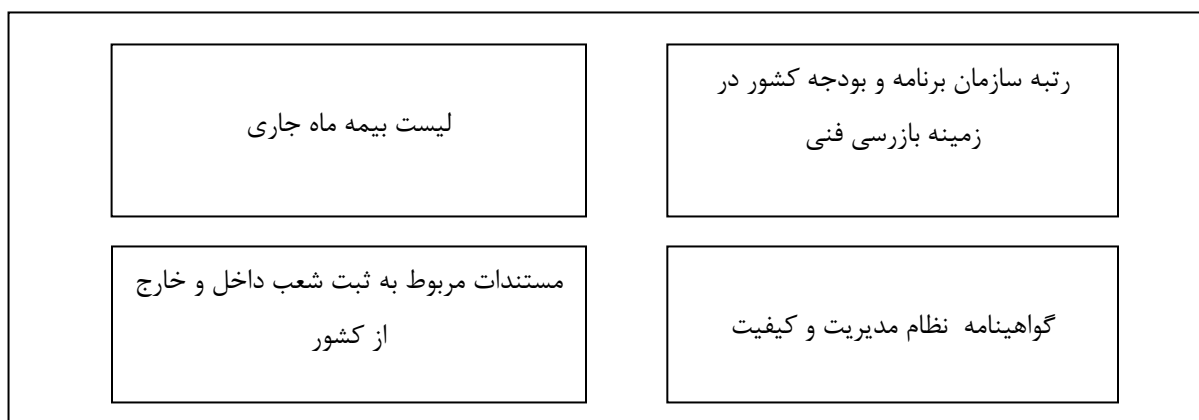 رتبه سازمان برنامه و بودجه کشور در
زمینه بازرسی فنی
لیست بیمه ماه جاری
گواهینامه نظام مدیریت و کیفیت
مستندات مربوط به ثبت شعب داخل و خارج
از کشور